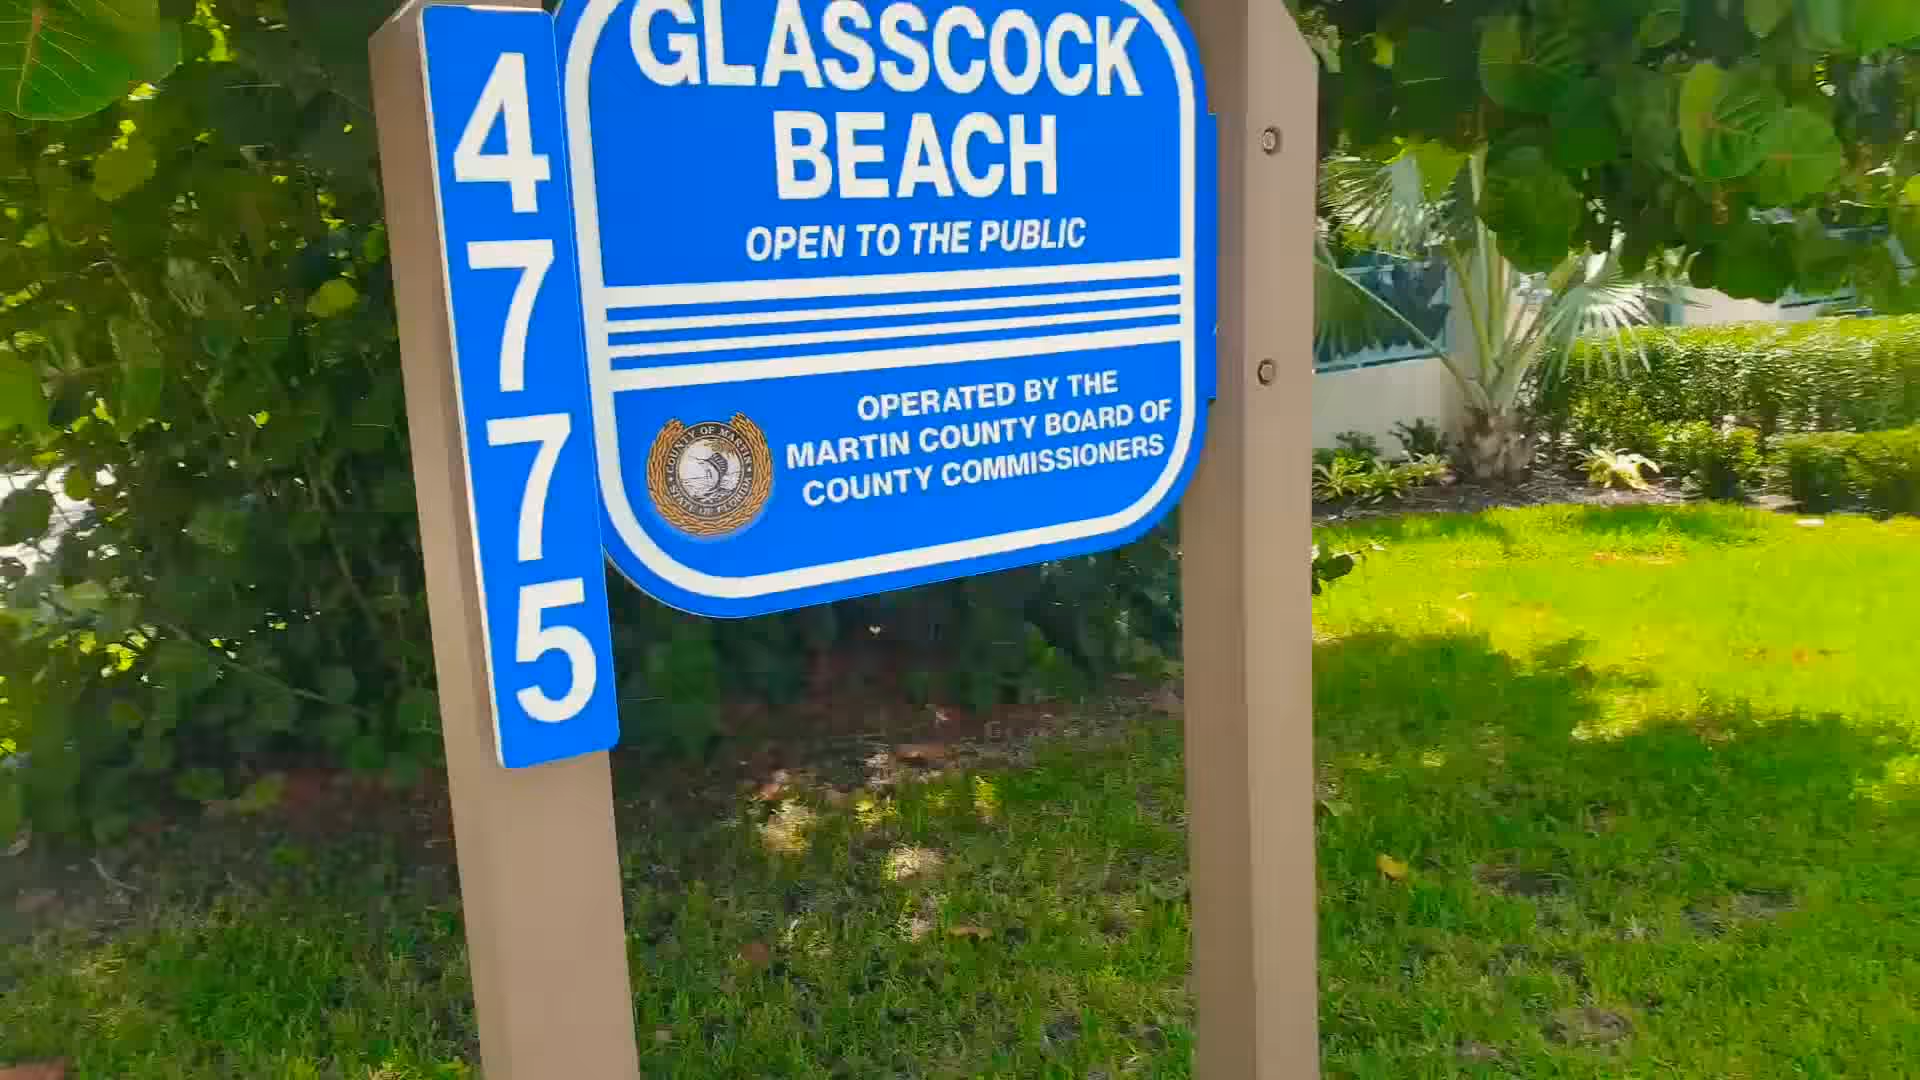 4775
GLASSCOCK
BEACH
OPEN TO THE PUBLIC
OPERATED BY THE
MARTIN COUNTY BOARD OF
COUNTY COMMISSIONERS
COUNTY OF MARTIN
STATE OF FLORIDA